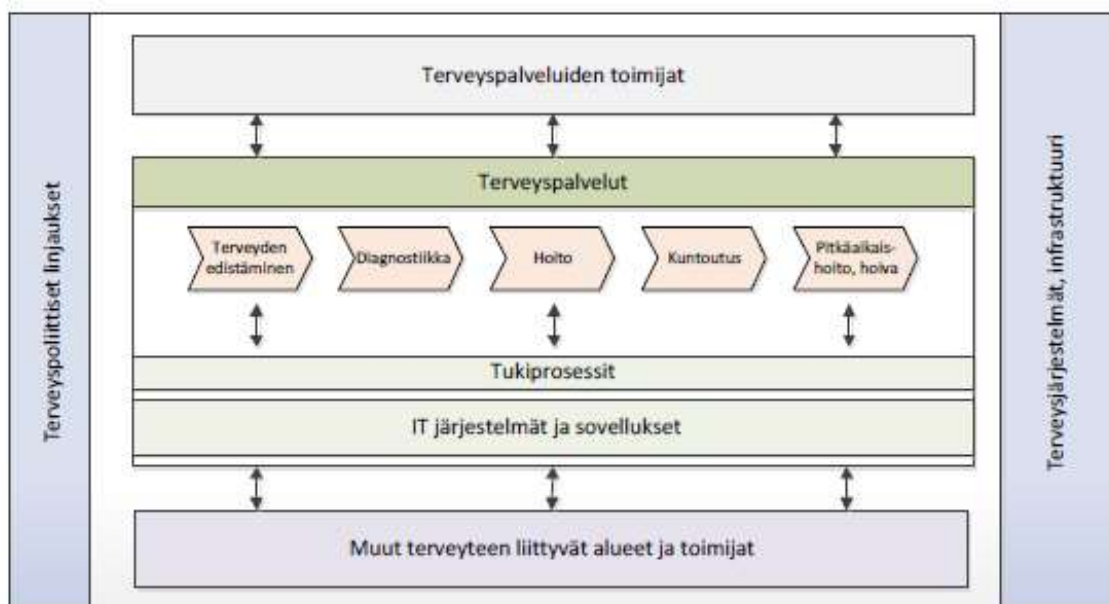 Terveyspoliittiset linjaukset
Terveyspalveluiden toimijat
Terveyspalvelut
Terveyden
edistäminen
Diagnostiikka
Hoito
Kuntoutus
Pitkäaikais-
hoito, hoiva
Tukiprosessit
IT järjestelmät ja sovellukset
Muut terveyteen liittyvät alueet ja toimijat
Terveysjärjestelmät, infrastruktuuri